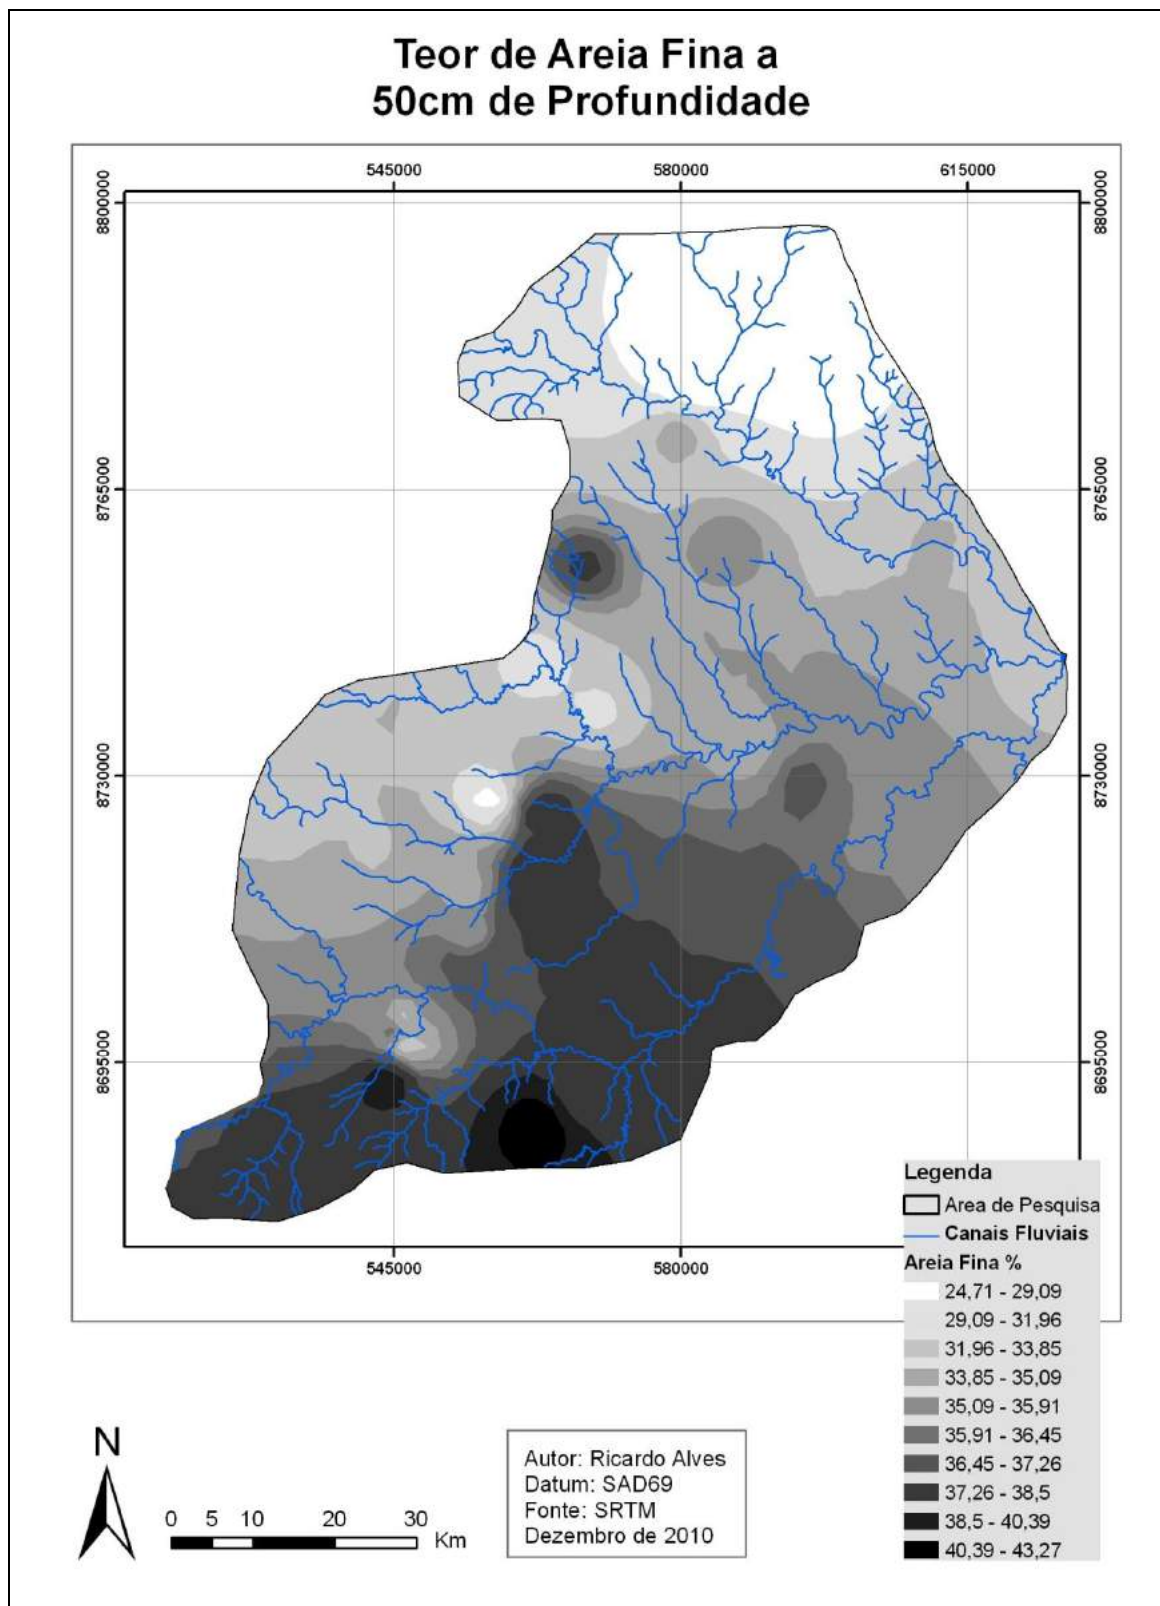 Teor de Areia Fina a
50cm de Profundidade
545000
580000
615000
8800000
8800000
8765000
8765000
8730000
8730000
8695000
8695000
545000
580000
Legenda
Area de Pesquisa
Canais Fluviais
Areia Fina %
24,71 - 29,09
29,09 - 31,96
31,96 - 33,85
33,85 - 35,09
35,09 - 35,91
35,91 - 36,45
36,45 - 37,26
37,26 - 38,5
38,5 - 40,39
40,39 - 43,27
N
0 5 10 20 30
Km
Autor: Ricardo Alves
Datum: SAD69
Fonte: SRTM
Dezembro de 2010